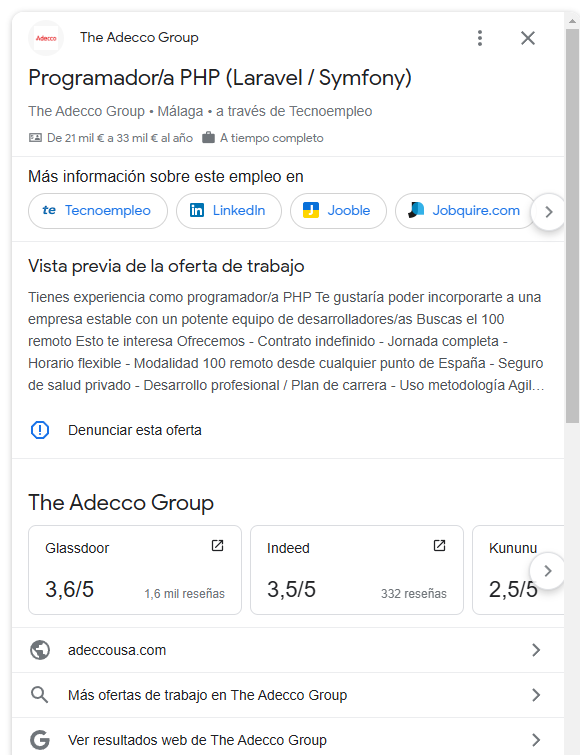 Adecco
The Adecco Group
Programador/a PHP (Laravel / Symfony)
The Adecco Group • Málaga • a través de Tecnoempleo
De 21 mil € a 33 mil € al año A tiempo completo
Más información sobre este empleo en
te Tecnoempleo LinkedIn Jooble Jobquire.com
Vista previa de la oferta de trabajo
Tienes experiencia como programador/a PHP Te gustaría poder incorporarte a una
empresa estable con un potente equipo de desarrolladores/as Buscas el 100
remoto Esto te interesa Ofrecemos - Contrato indefinido - Jornada completa -
Horario flexible - Modalidad 100 remoto desde cualquier punto de España - Seguro
de salud privado - Desarrollo profesional / Plan de carrera - Uso metodología Agil...
Denunciar esta oferta
The Adecco Group
Glassdoor Indeed Kununu
3,6/5 1,6 mil reseñas 3,5/5 332 reseñas 2,5/5
adeccousa.com
Más ofertas de trabajo en The Adecco Group
Ver resultados web de The Adecco Group